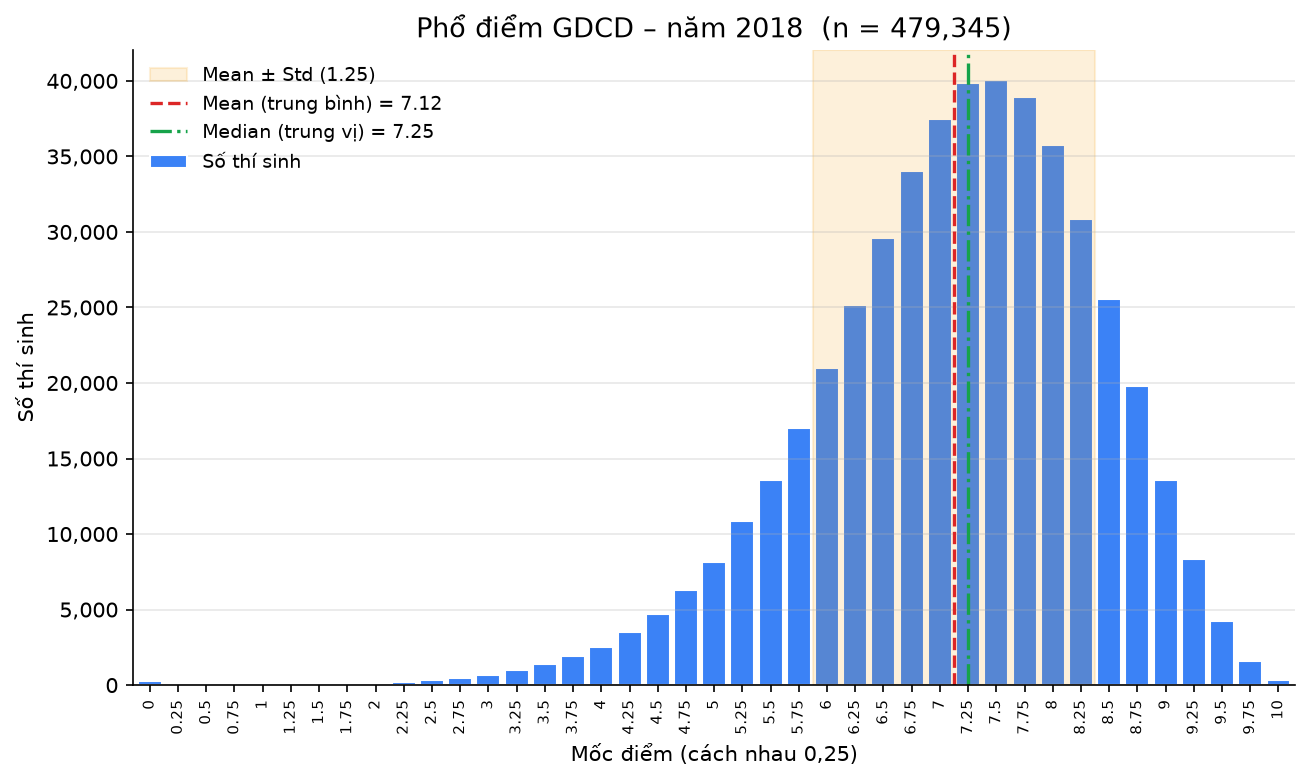 Phổ điểm GDCD – năm 2018 (n = 479,345)
Mean ± Std (1.25)
Mean (trung bình) = 7.12
Median (trung vị) = 7.25
Số thí sinh
Số thí sinh
40,000
35,000
30,000
25,000
20,000
15,000
10,000
5,000
0
0 0.25 0.5 0.75 1 1.25 1.5 1.75 2 2.25 2.5 2.75 3 3.25 3.5 3.75 4 4.25 4.5 4.75 5 5.25 5.5 5.75 6 6.25 6.5 6.75 7 7.25 7.5 7.75 8 8.25 8.5 8.75 9 9.25 9.5 9.75 10
Mốc điểm (cách nhau 0,25)